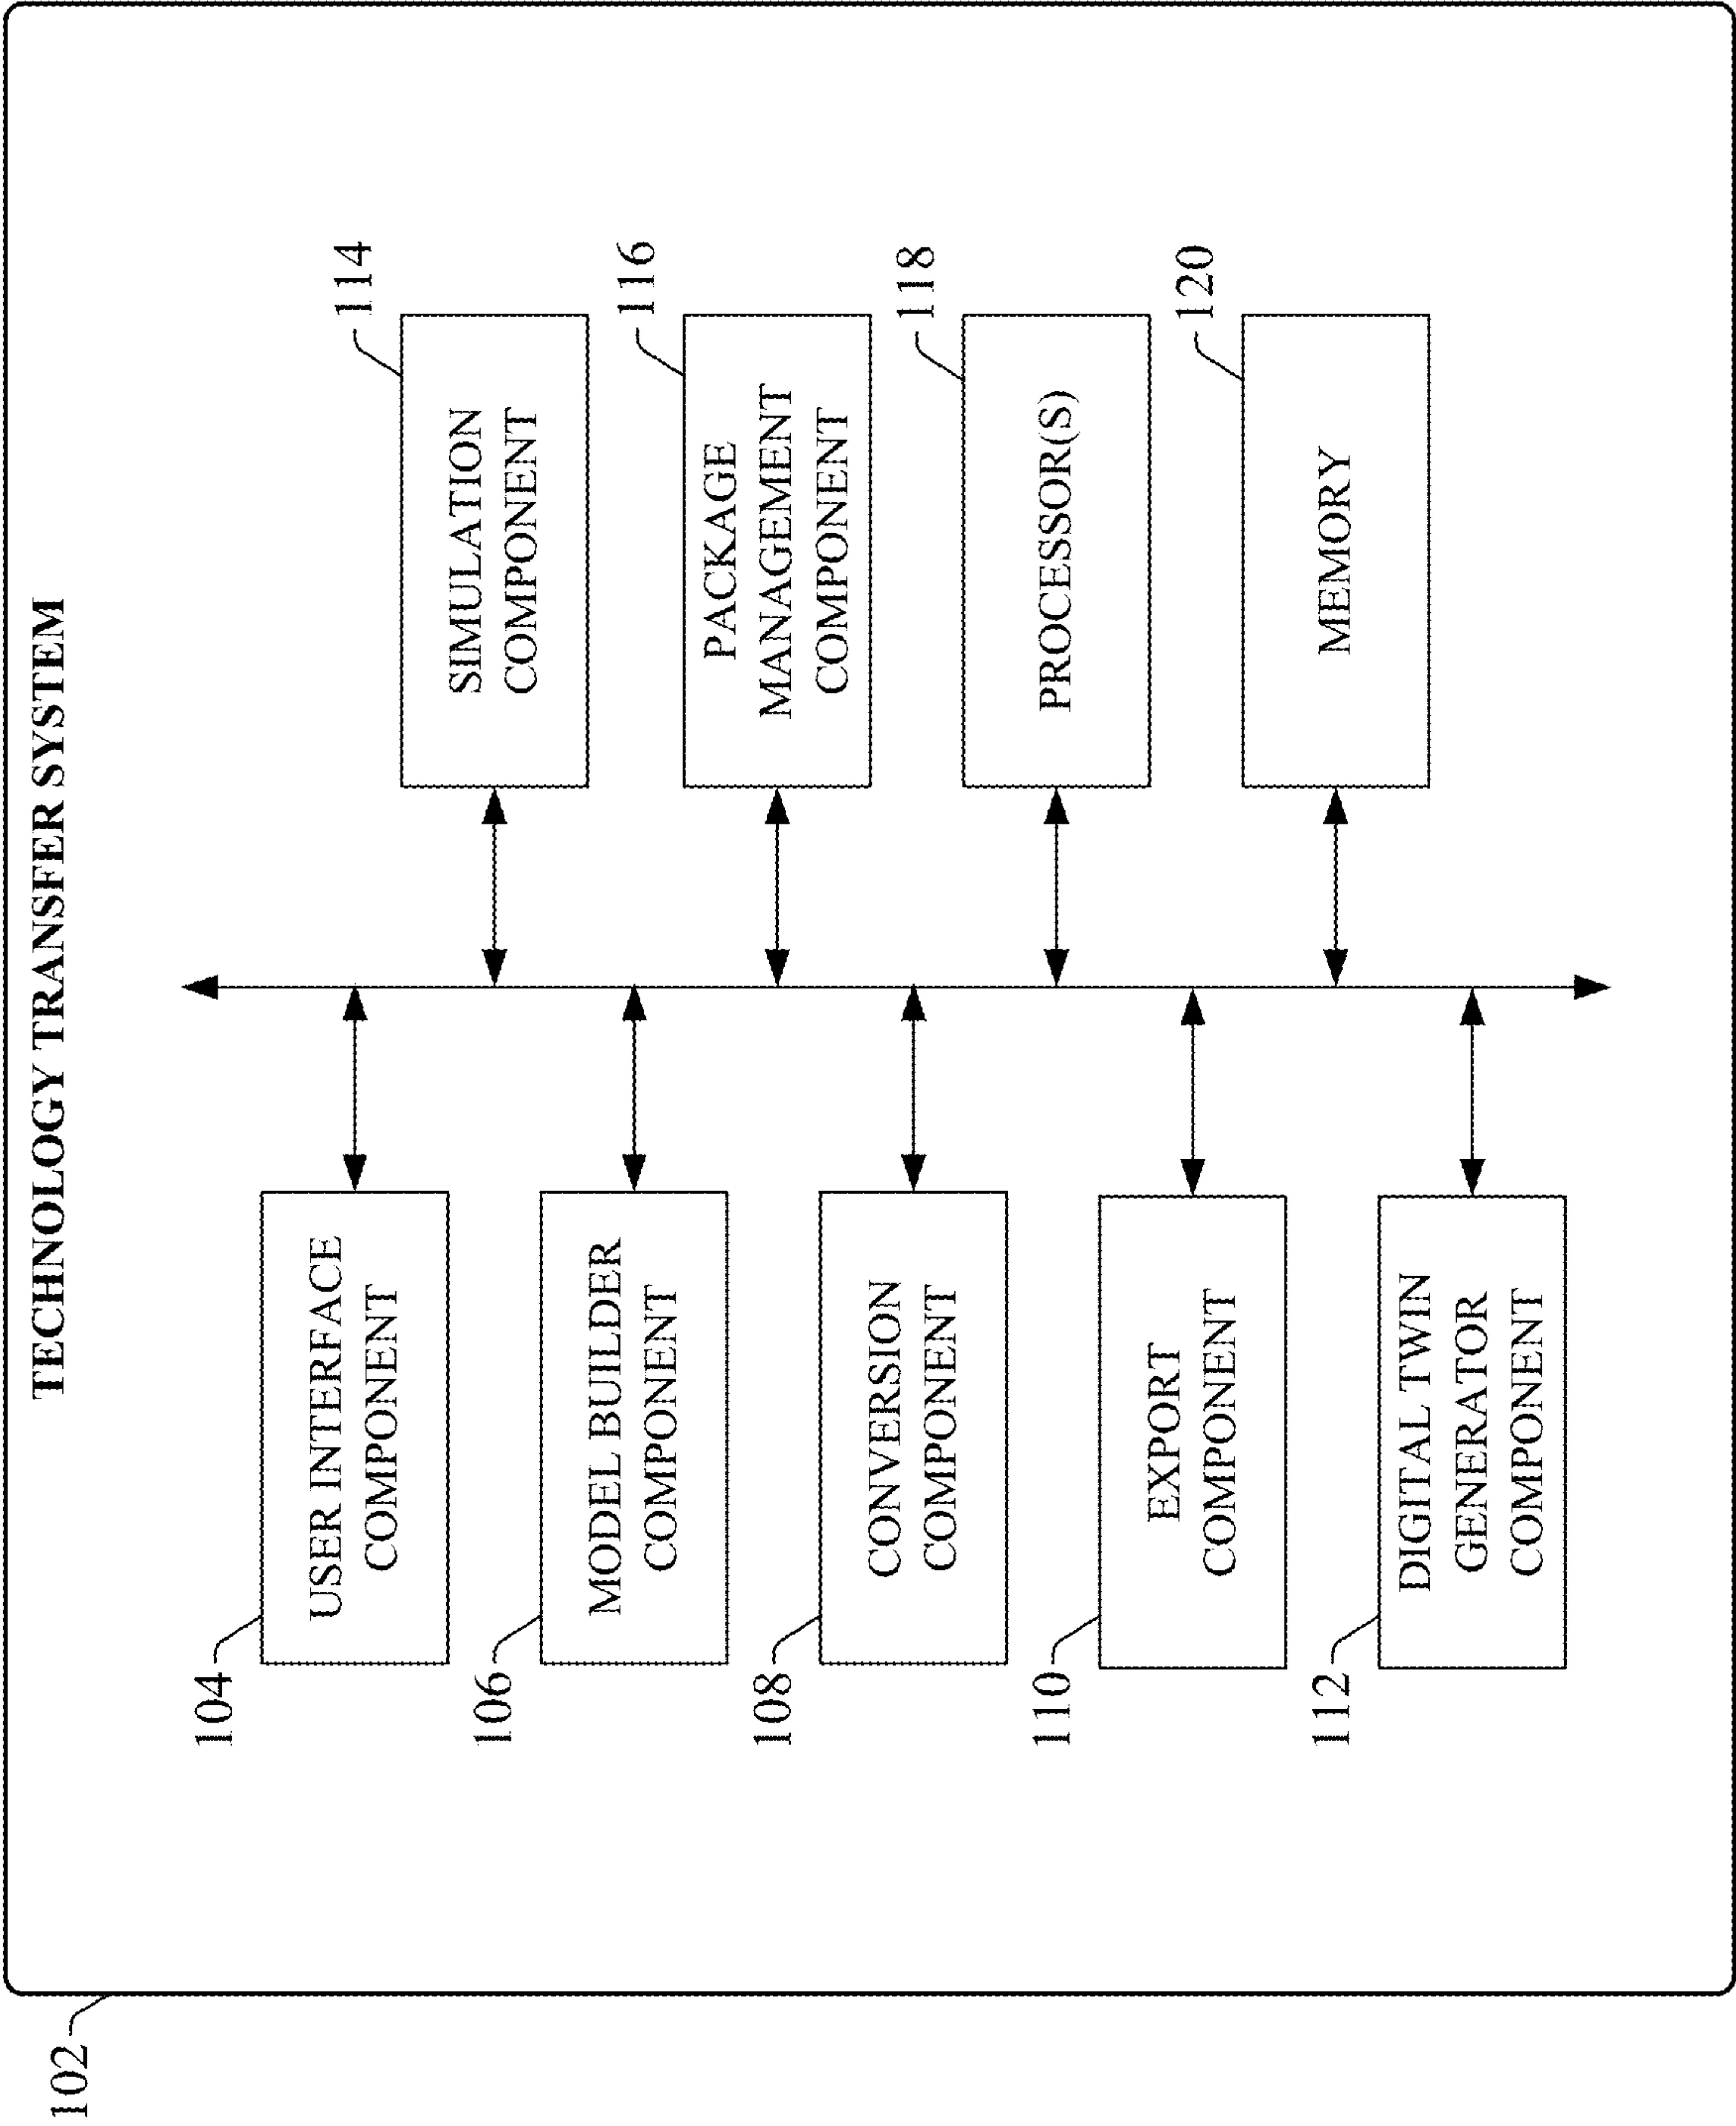 TECHNOLOGY TRANSFER SYSTEM
102
104
USER INTERFACE
COMPONENT
106
MODEL BUILDER
COMPONENT
108
CONVERSION
COMPONENT
110
EXPORT
COMPONENT
112
DIGITAL TWIN
GENERATOR
COMPONENT
114
SIMULATION
COMPONENT
116
PACKAGE
MANAGEMENT
COMPONENT
118
PROCESSOR(S)
120
MEMORY